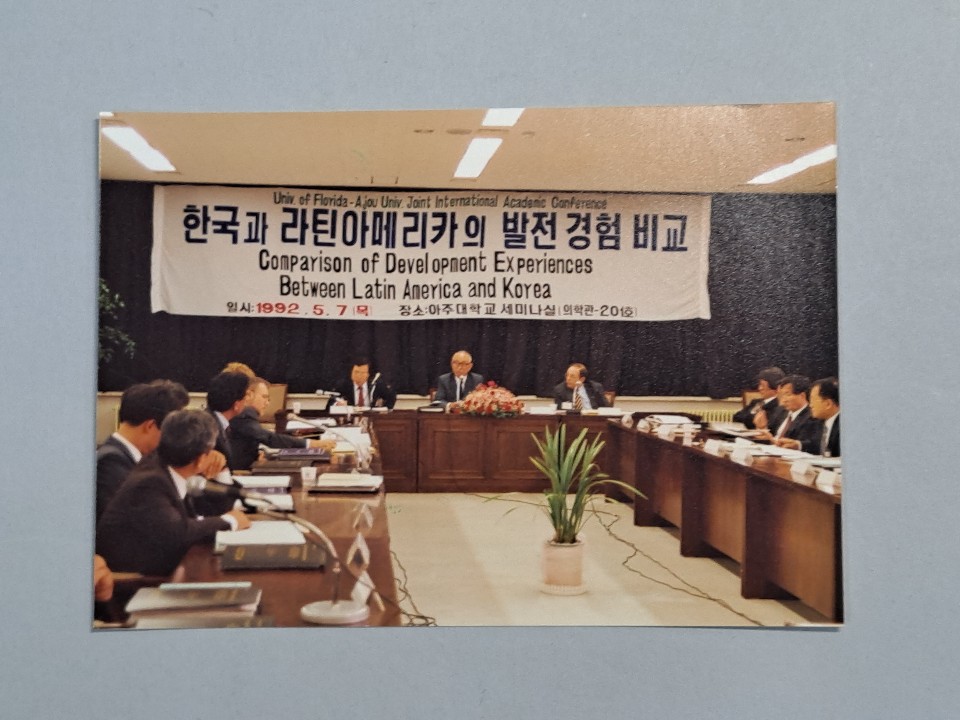 Univ. of Florida-Ajou Univ. Joint International Academic Conference
한국과 라틴아메리카의 발전 경험 비교
Comparison of Development Experiences
Between Latin America and Korea
일시:1992.5.7(목) 장소:아주대학교 세미나실(의학관-201호)